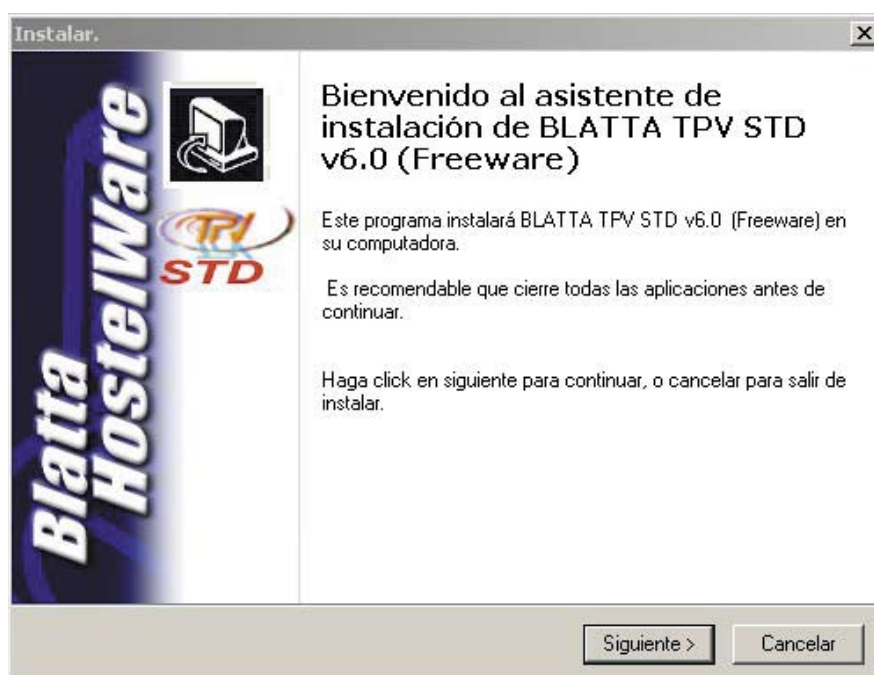 Instalar.
Blatta
HostelWare
TPV
STD
Bienvenido al asistente de
instalación de BLATTA TPV STD
v6.0 (Freeware)
Este programa instalará BLATTA TPV STD v6.0 (Freeware) en
su computadora.
Es recomendable que cierre todas las aplicaciones antes de
continuar.
Haga click en siguiente para continuar, o cancelar para salir de
instalar.
Siguiente >
Cancelar